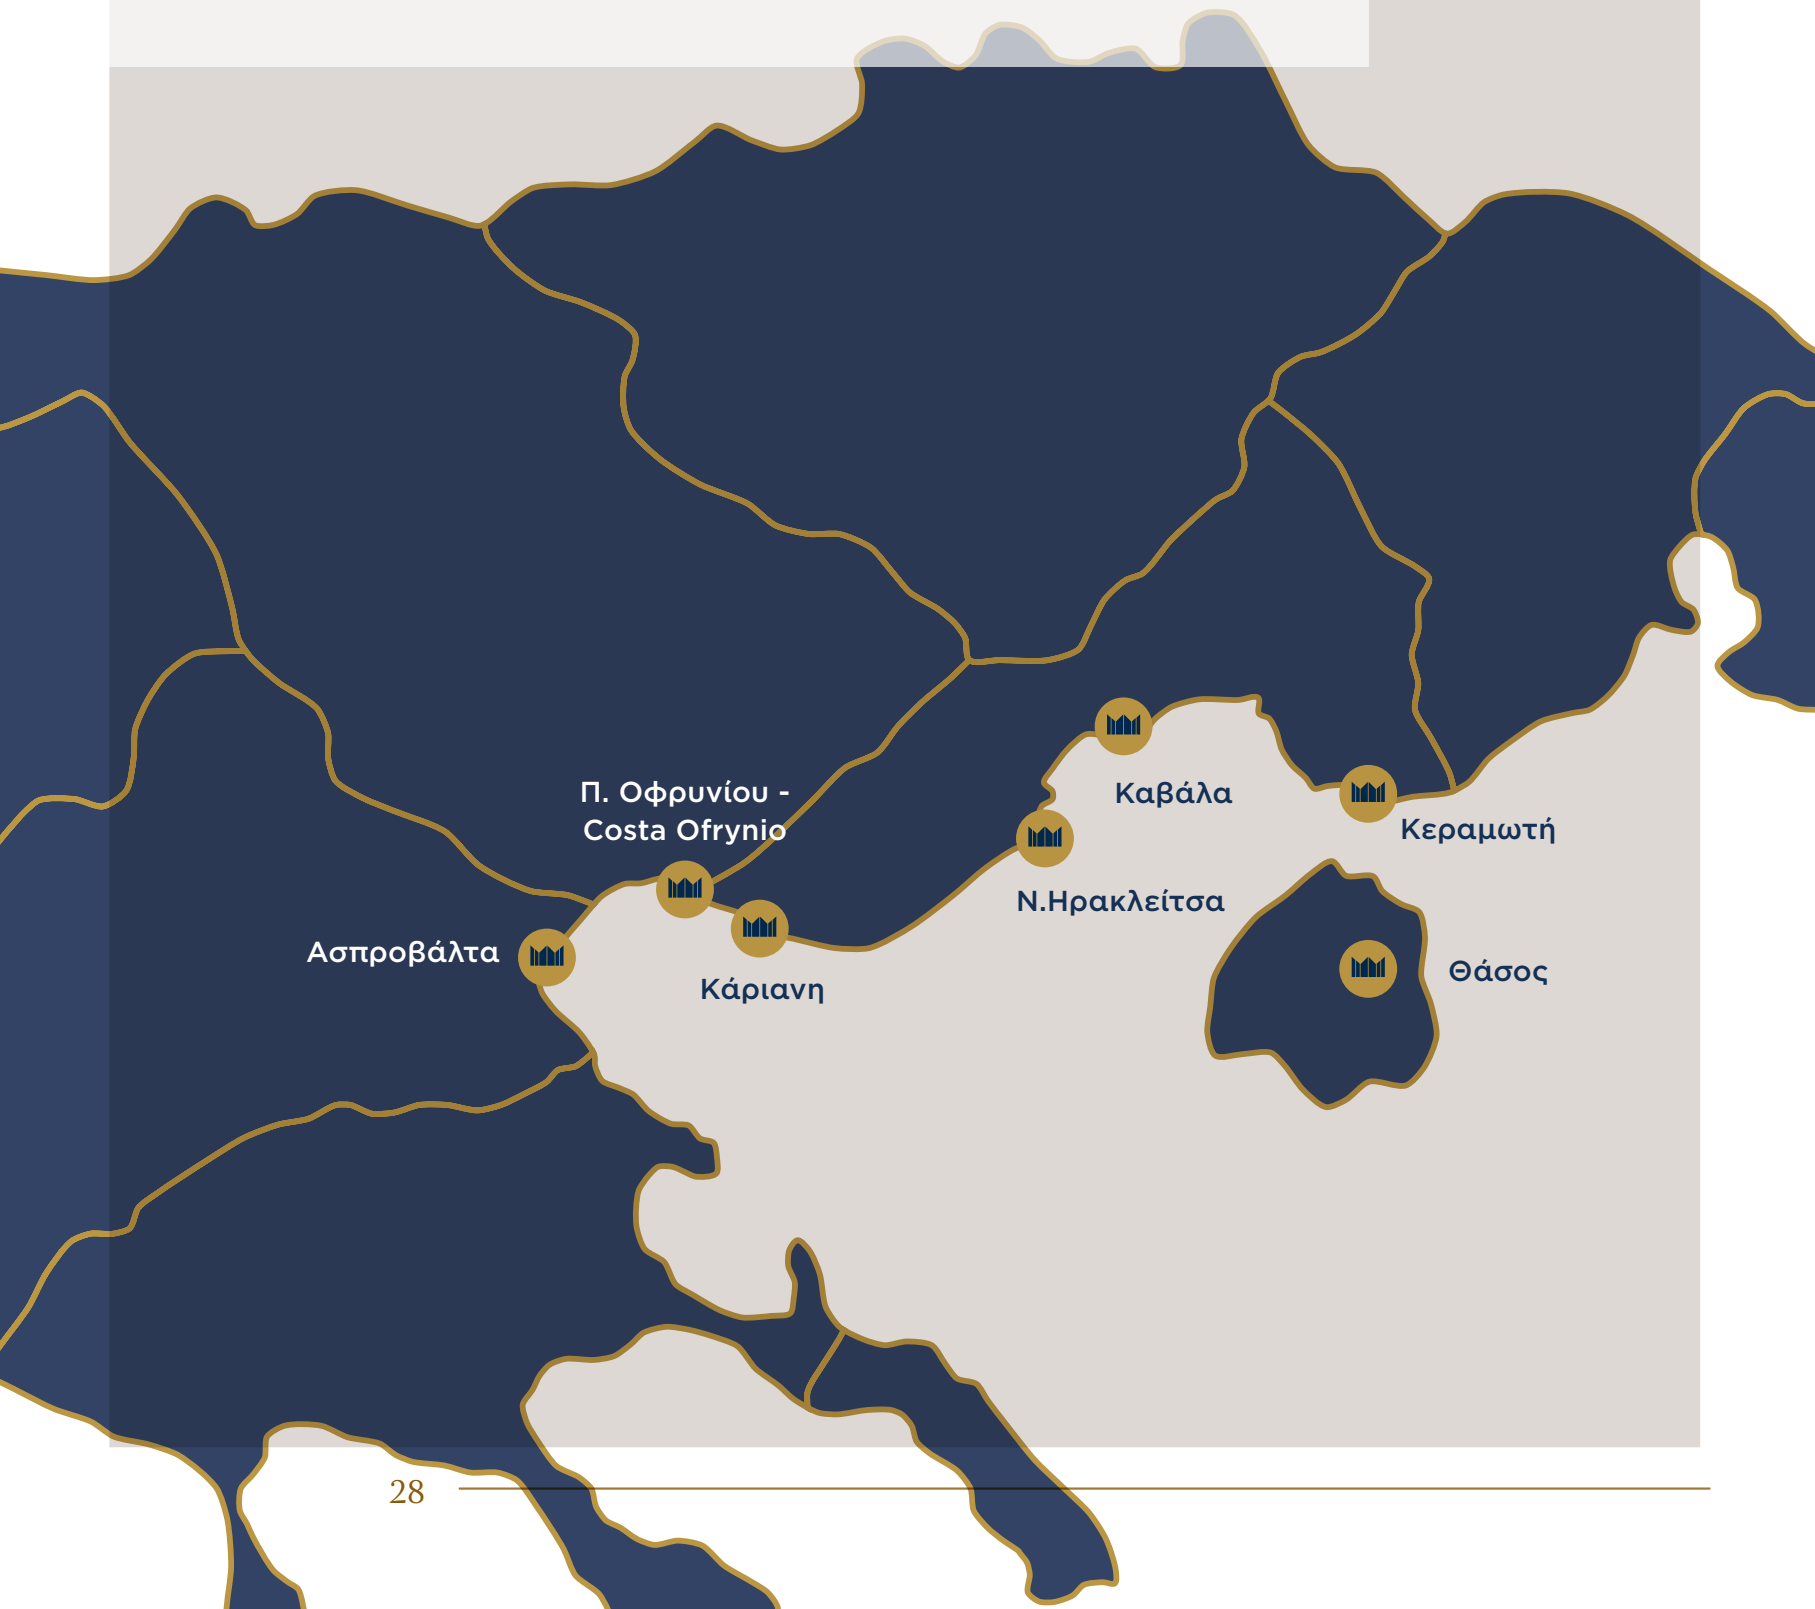 Π. Οφρυνίου -
Costa Ofrynio
Καβάλα
Κεραμωτή
Ν.Ηρακλείτσα
Ασπροβάλτα
Κάριανη
Θάσος
28